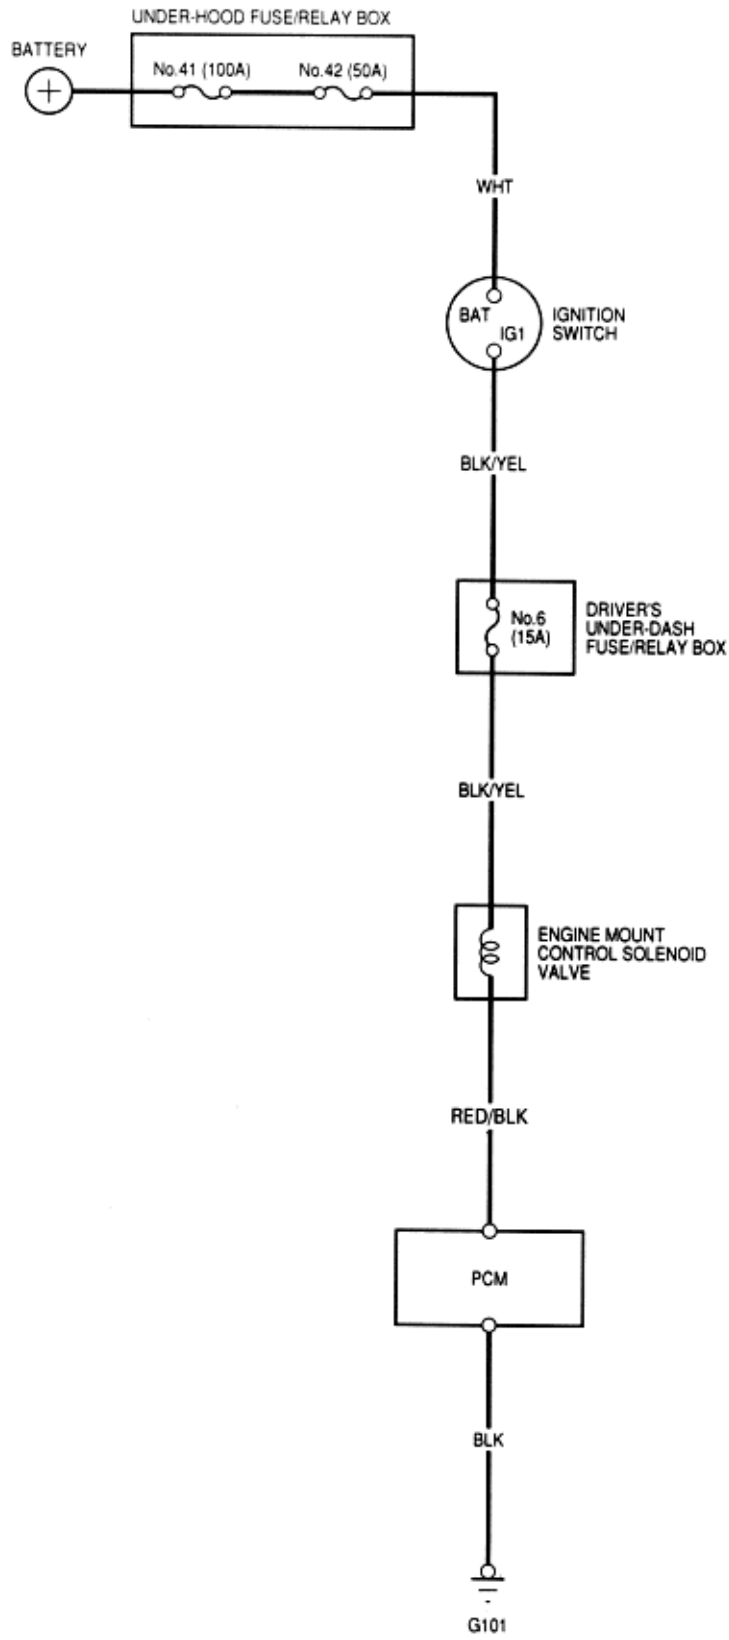 UNDER-HOOD FUSE/RELAY BOX
BATTERY
No.41 (100A)
No.42 (50A)
WHT
BAT
IG1
IGNITION
SWITCH
BLK/YEL
No.6
(15A)
DRIVER'S
UNDER-DASH
FUSE/RELAY BOX
BLK/YEL
ENGINE MOUNT
CONTROL SOLENOID
VALVE
RED/BLK
PCM
BLK
G101